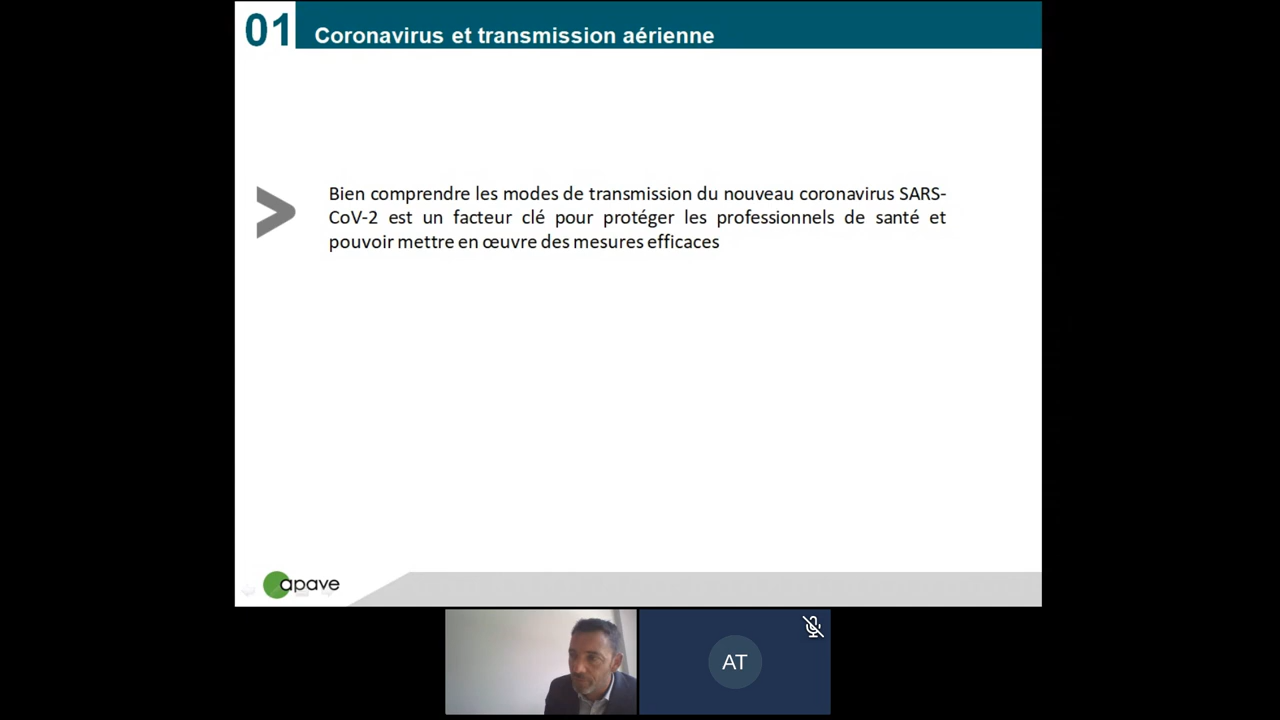 01
Coronavirus et transmission aérienne
Bien comprendre les modes de transmission du nouveau coronavirus SARS-
CoV-2 est un facteur clé pour protéger les professionnels de santé et
pouvoir mettre en œuvre des mesures efficaces
apave
AT